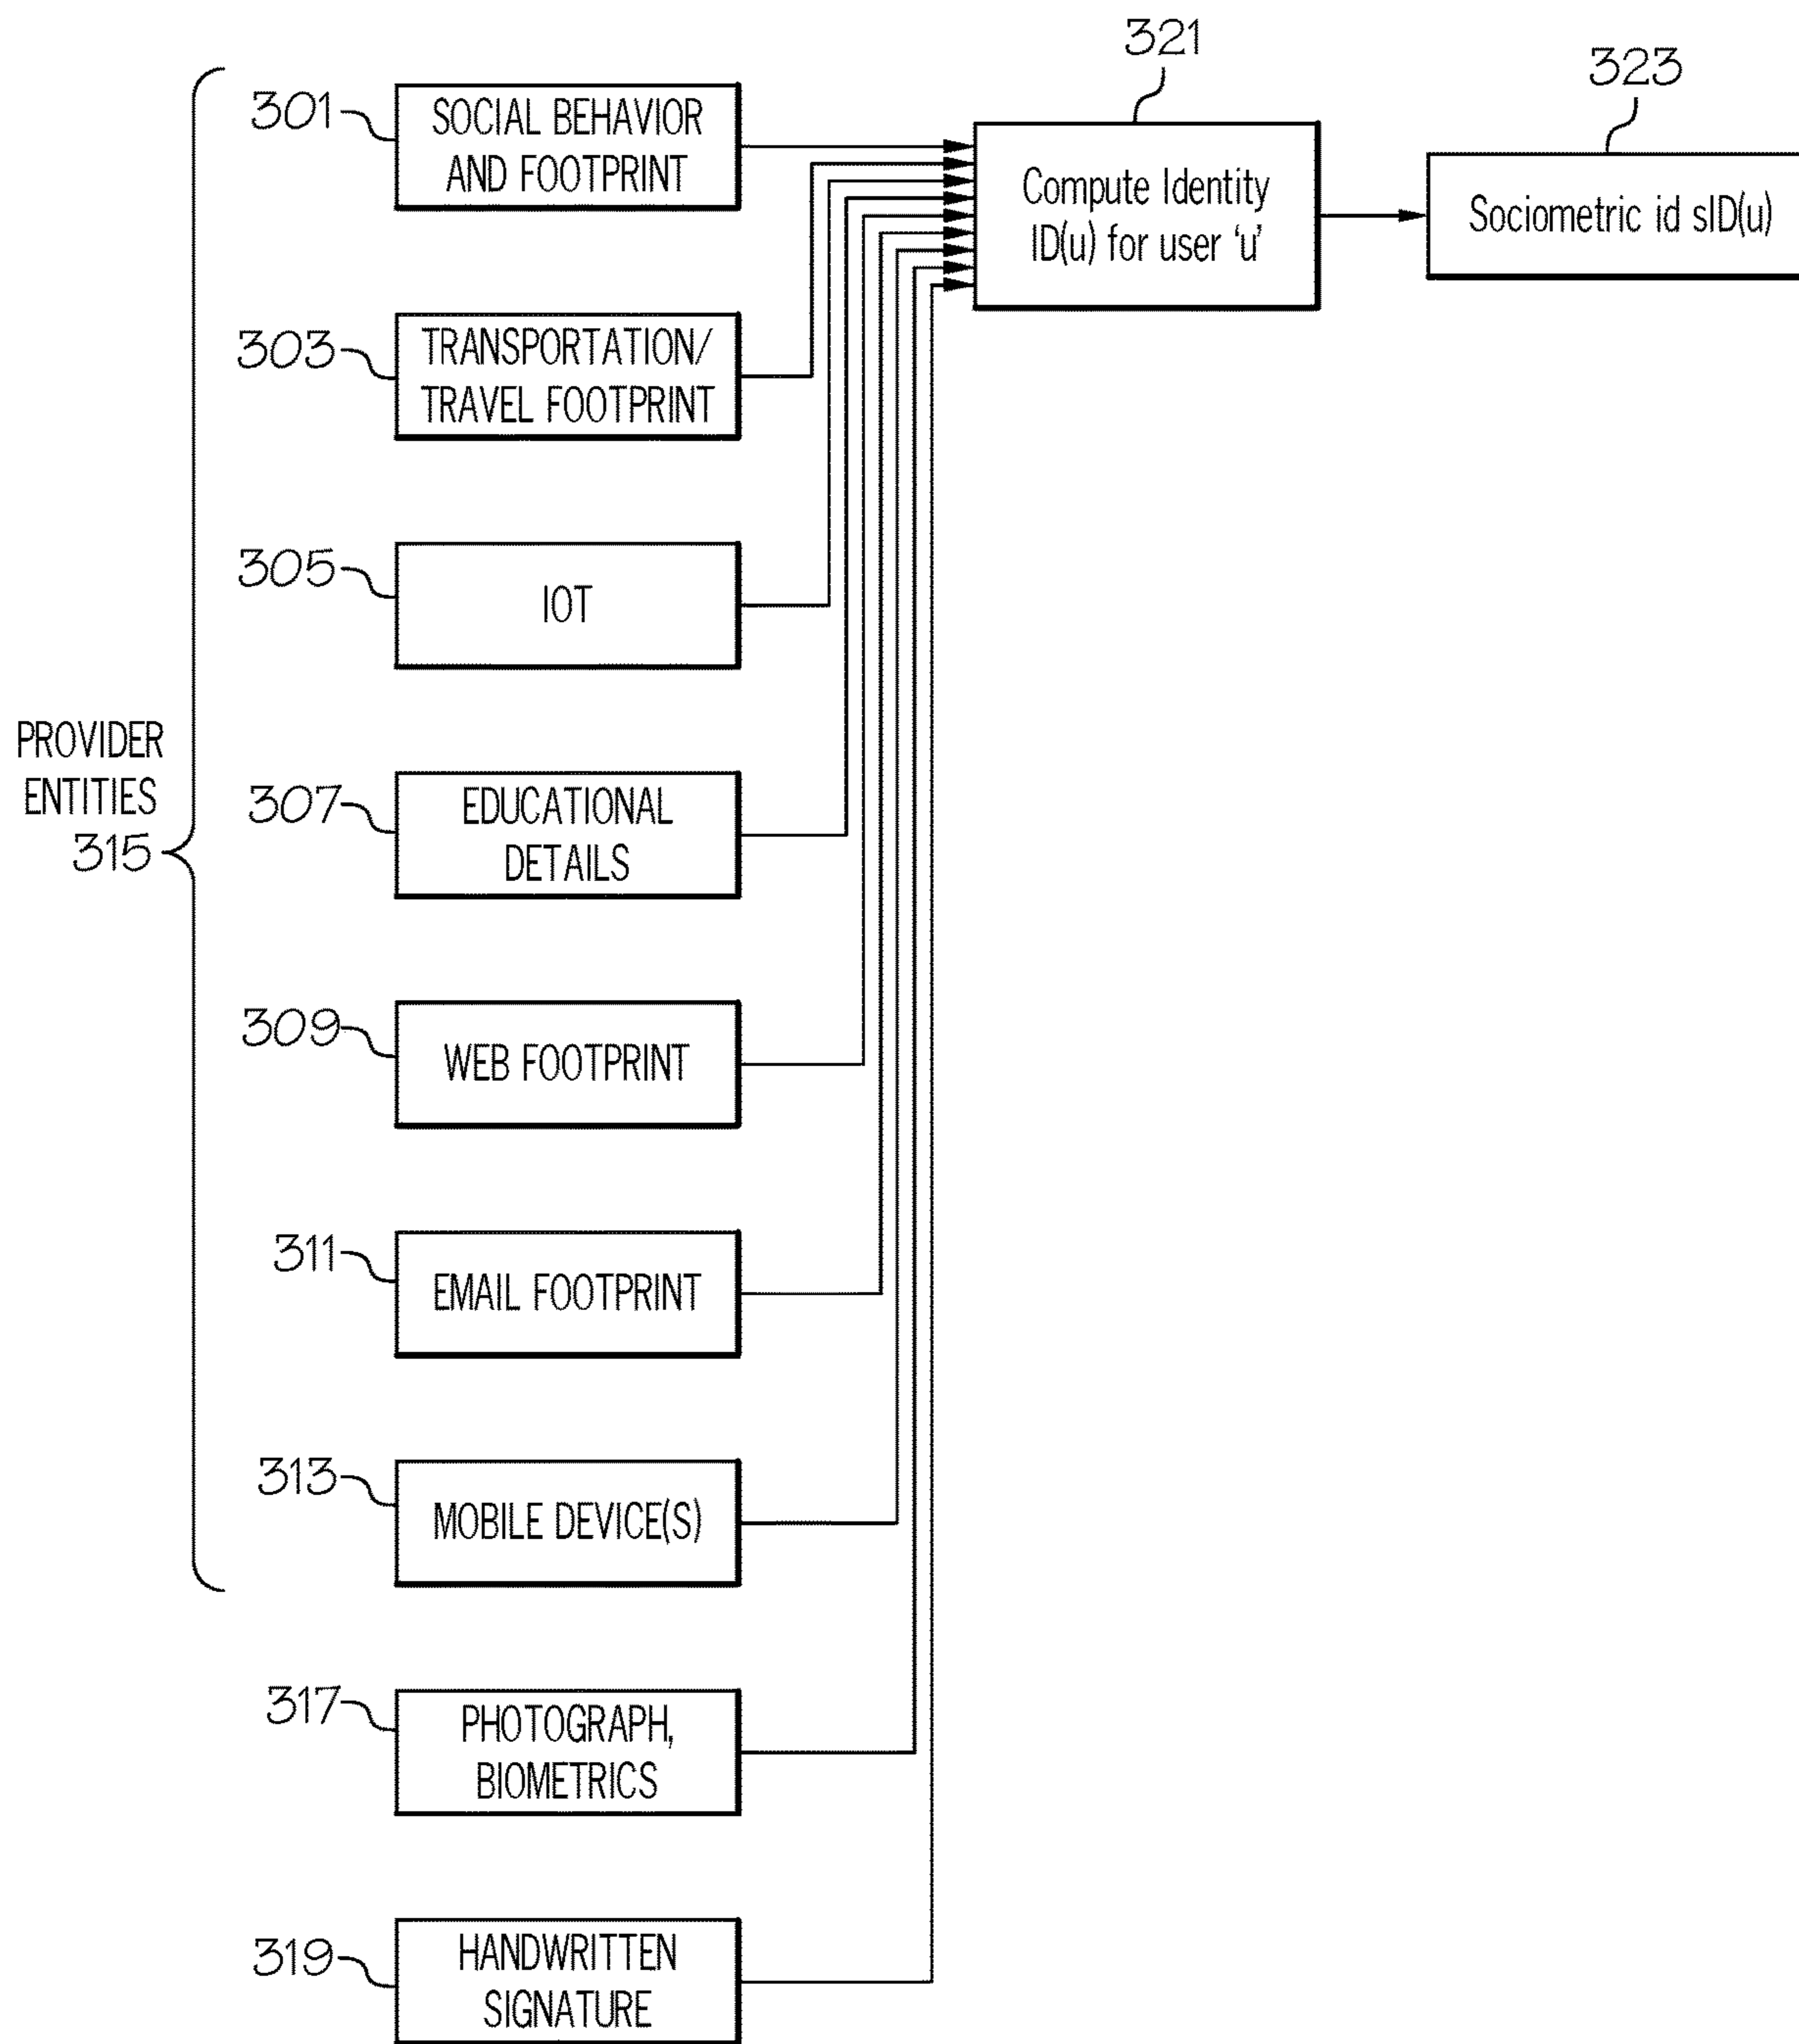 321
323
301
SOCIAL BEHAVIOR
AND FOOTPRINT
Compute Identity
ID(u) for user ‘u’
Sociometric id sID(u)
303
TRANSPORTATION/
TRAVEL FOOTPRINT
305
IOT
PROVIDER
ENTITIES
315
307
EDUCATIONAL
DETAILS
309
WEB FOOTPRINT
311
EMAIL FOOTPRINT
313
MOBILE DEVICE(S)
317
PHOTOGRAPH,
BIOMETRICS
319
HANDWRITTEN
SIGNATURE